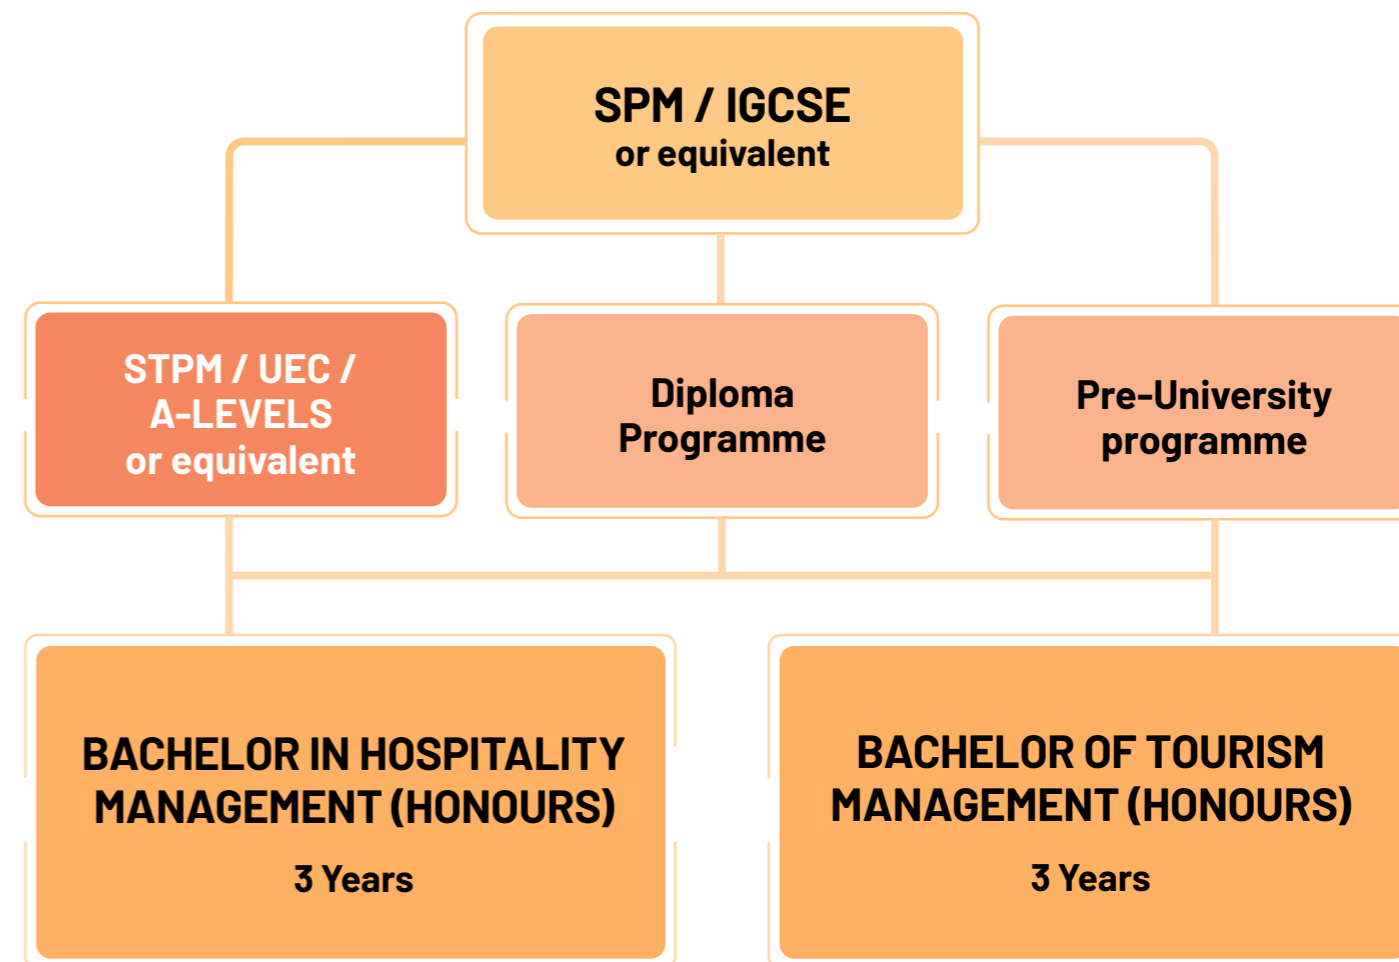 SPM / IGCSE
or equivalent
STPM / UEC /
A-LEVELS
or equivalent
Diploma
Programme
Pre-University
programme
BACHELOR IN HOSPITALITY
MANAGEMENT (HONOURS)
3 Years
BACHELOR OF TOURISM
MANAGEMENT (HONOURS)
3 Years